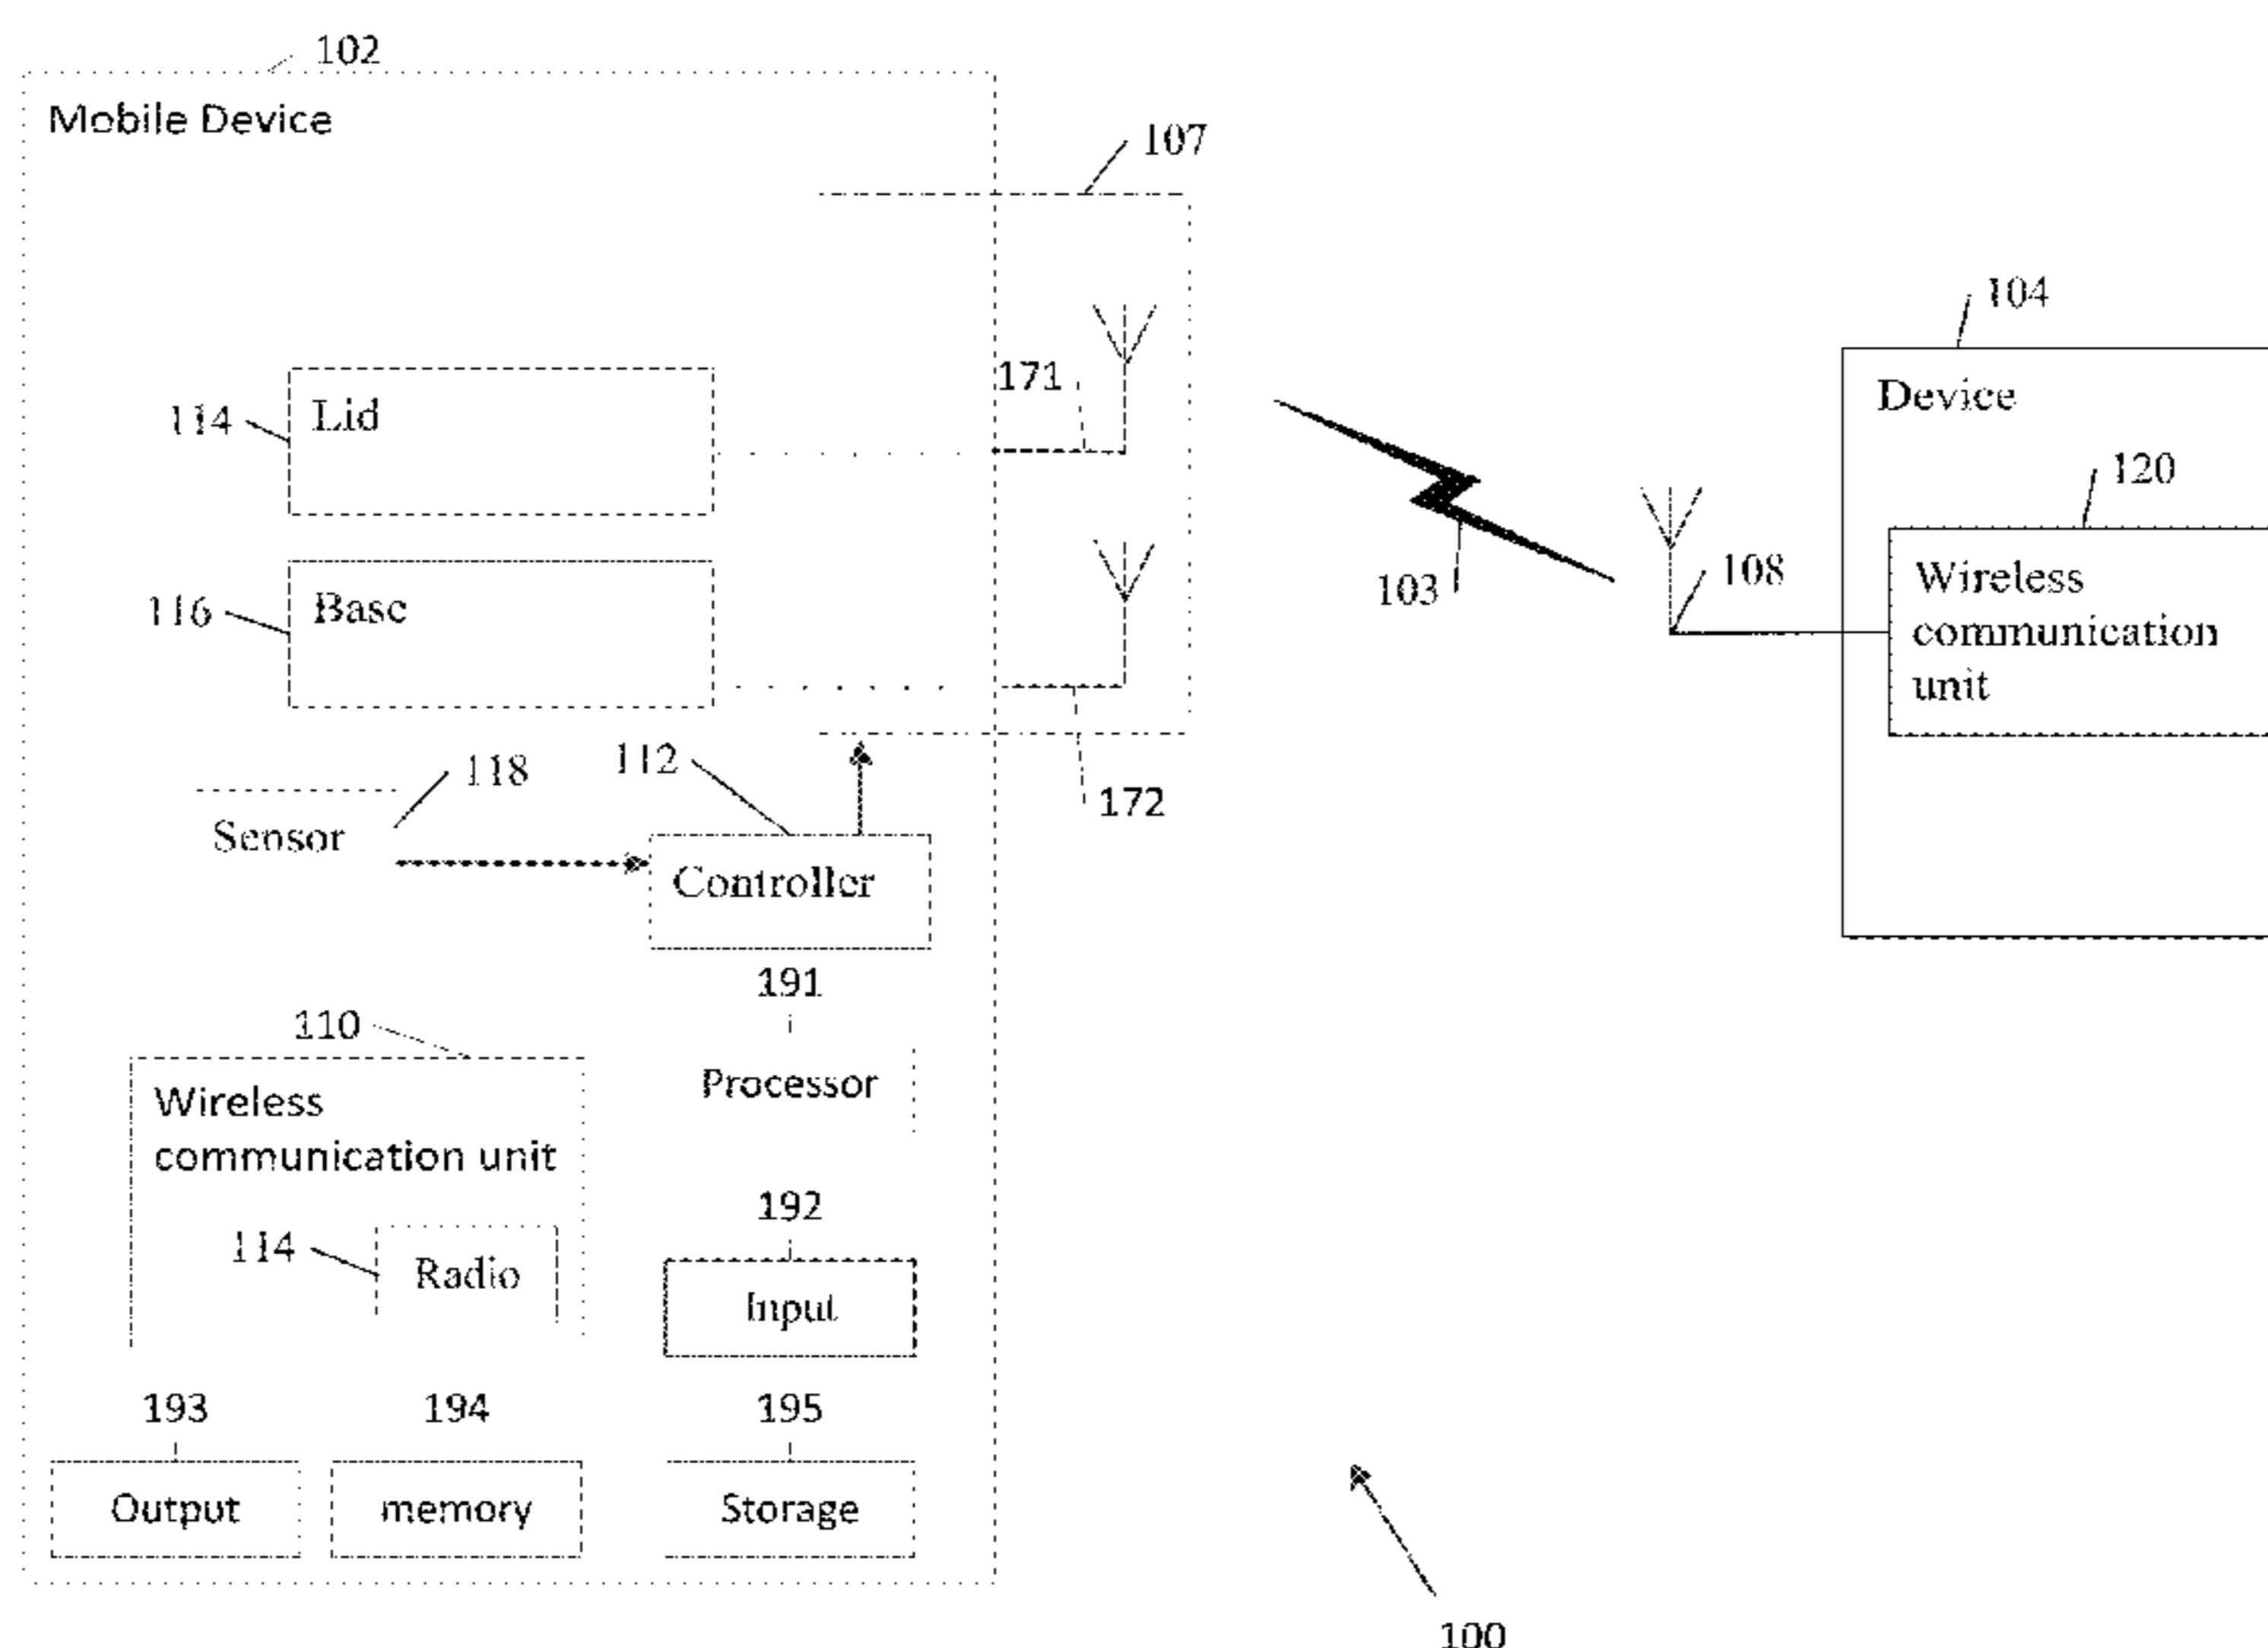 102
Mobile Device
107
104
Device
171
114
Lid
120
Wireless
communication
unit
108
103
116
Base
172
112
118
Sensor
Controller
191
110
Processor
Wireless
communication unit
192
114
Radio
Input
193
194
195
Output
memory
Storage
100